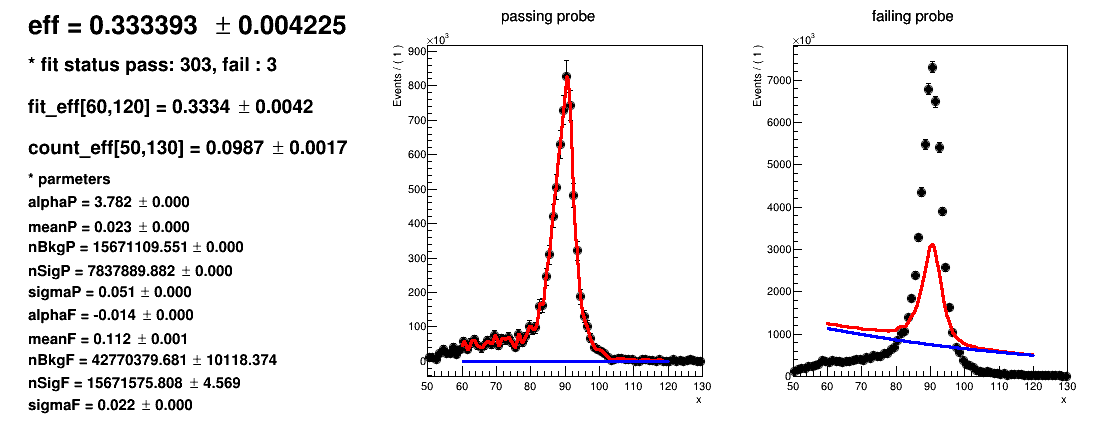 eff = 0.333393 ± 0.004225
* fit status pass: 303, fail : 3
fit_eff[60,120] = 0.3334 ± 0.0042
count_eff[50,130] = 0.0987 ± 0.0017
* parmeters
alphaP = 3.782 ± 0.000
meanP = 0.023 ± 0.000
nBkgP = 15671109.551 ± 0.000
nSigP = 7837889.882 ± 0.000
sigmaP = 0.051 ± 0.000
alphaF = -0.014 ± 0.000
meanF = 0.112 ± 0.001
nBkgF = 42770379.681 ± 10118.374
nSigF = 15671575.808 ± 4.569
sigmaF = 0.022 ± 0.000
passing probe
×10³
Events / ( 1 )
900
800
700
600
500
400
300
200
100
0
50 60 70 80 90 100 110 120 130
x
failing probe
×10³
Events / ( 1 )
7000
6000
5000
4000
3000
2000
1000
0
50 60 70 80 90 100 110 120 130
x